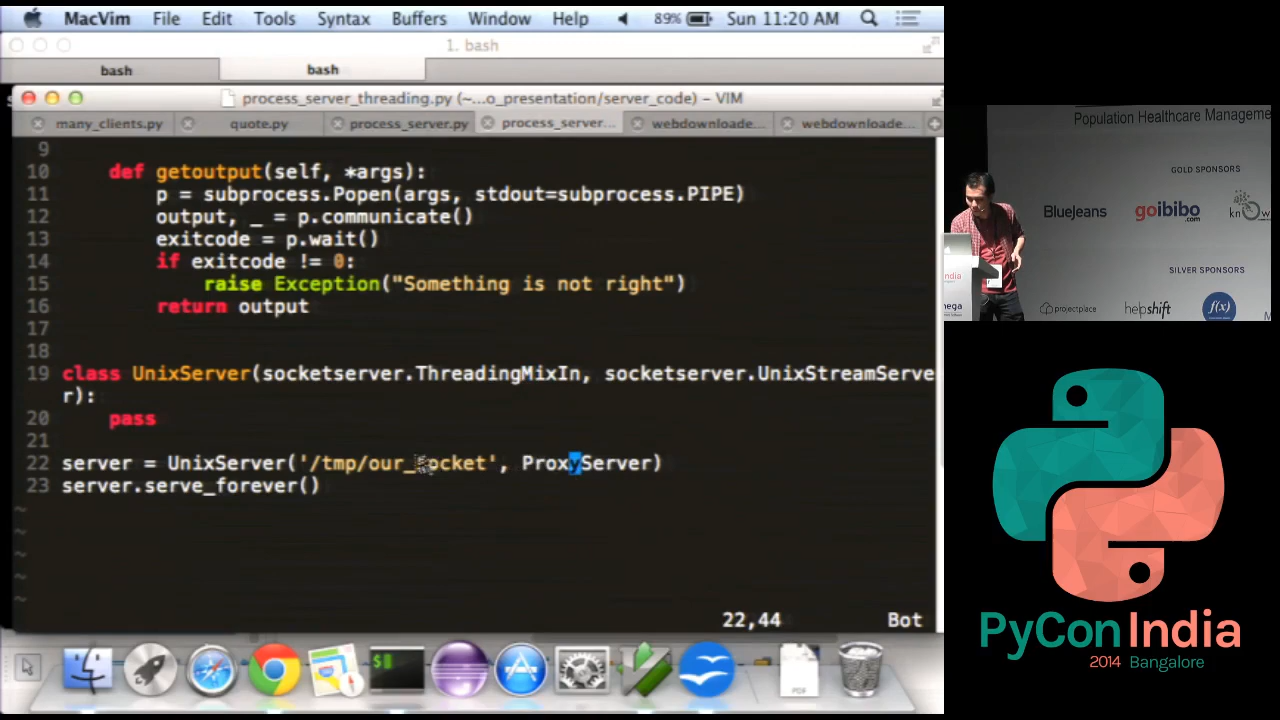 MacVim File Edit Tools Syntax Buffers Window Help 89% Sun 11:20 AM
1. bash
bash bash
process_server_threading.py (~...o_presentation/server_code) – VIM
many_clients.py quote.py process_server.py process_server... webdownloade... webdownloade...
9
10 def getoutput(self, *args):
11 p = subprocess.Popen(args, stdout=subprocess.PIPE)
12 output, _ = p.communicate()
13 exitcode = p.wait()
14 if exitcode != 0:
15 raise Exception("Something is not right")
16 return output
17
18
19 class UnixServer(socketserver.ThreadingMixIn, socketserver.UnixStreamServe
r):
20 pass
21
22 server = UnixServer('/tmp/our_socket', ProxyServer)
23 server.serve_forever()
~
~
~
~
~
22,44 Bot
PDF
Population Healthcare Manageme
GOLD SPONSORS
BlueJeans goibibo.com
SILVER SPONSORS
projectplace helpshift f(x)
India
PyCon India
2014 Bangalore